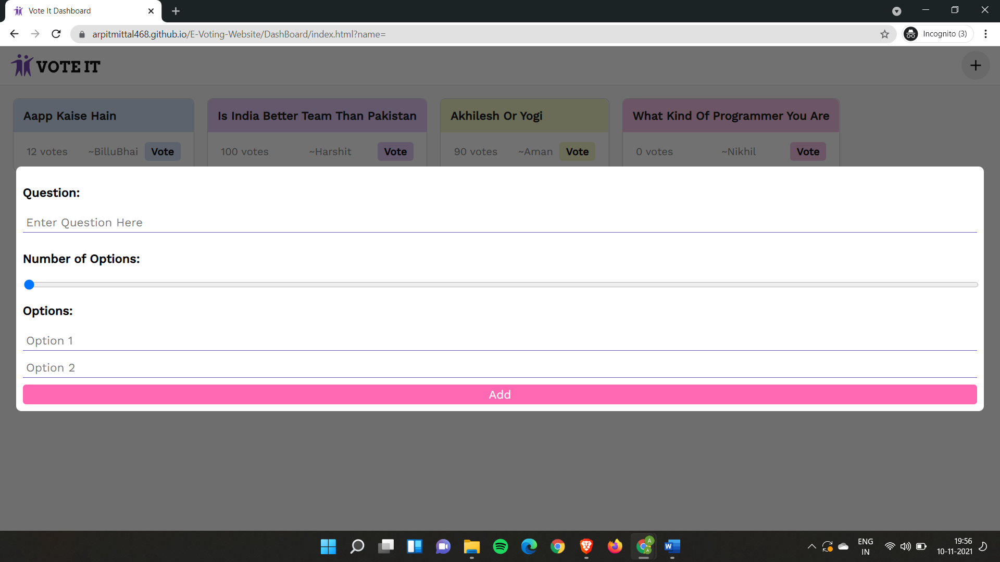 Vote It Dashboard
arpitmittal468.github.io/E-Voting-Website/DashBoard/index.html?name=
Incognito (3)
VOTE IT
Aapp Kaise Hain
12 votes ~BilluBhai Vote
Is India Better Team Than Pakistan
100 votes ~Harshit Vote
Akhilesh Or Yogi
90 votes ~Aman Vote
What Kind Of Programmer You Are
0 votes ~Nikhil Vote
Question:
Enter Question Here
Number of Options:
Options:
Option 1
Option 2
Add
ENG
IN
19:56
10-11-2021